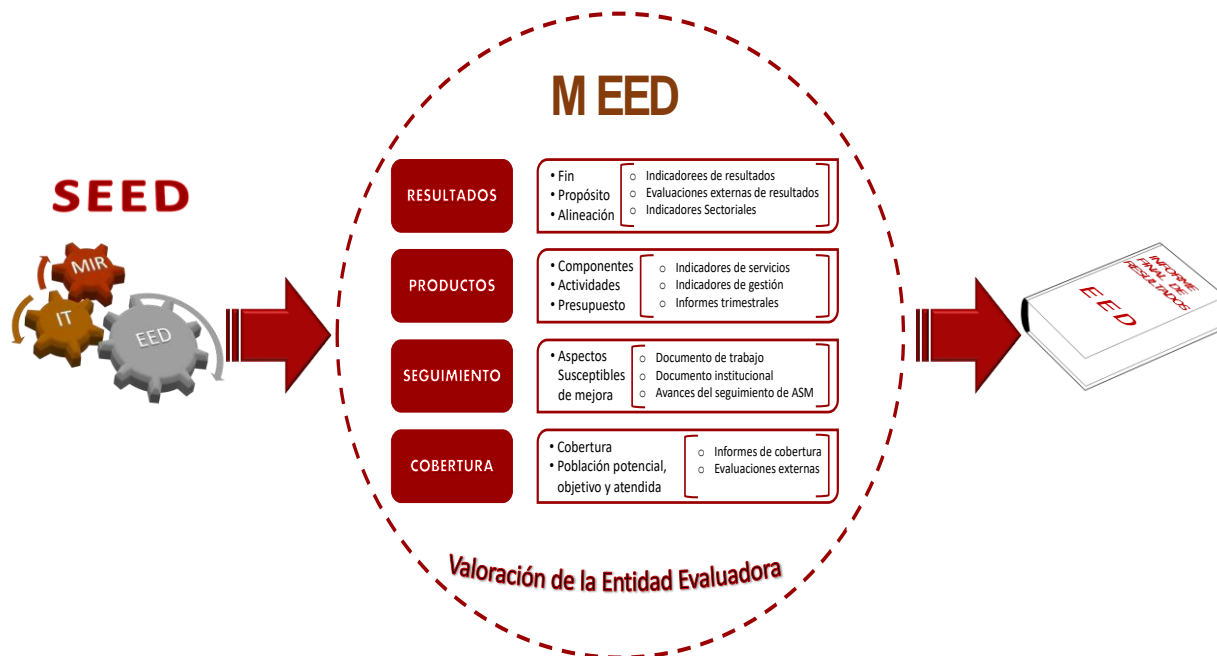 SEED
MIR
IT
EED
M EED
RESULTADOS
• Fin
• Propósito
• Alineación
o Indicadorees de resultados
o Evaluaciones externas de resultados
o Indicadores Sectoriales
PRODUCTOS
• Componentes
• Actividades
• Presupuesto
o Indicadores de servicios
o Indicadores de gestión
o Informes trimestrales
SEGUIMIENTO
• Aspectos
Susceptibles
de mejora
o Documento de trabajo
o Documento institucional
o Avances del seguimiento de ASM
COBERTURA
• Cobertura
• Población potencial,
objetivo y atendida
o Informes de cobertura
o Evaluaciones externas
Valoración de la Entidad Evaluadora
INFORME
FINAL DE
RESULTADOS
EED